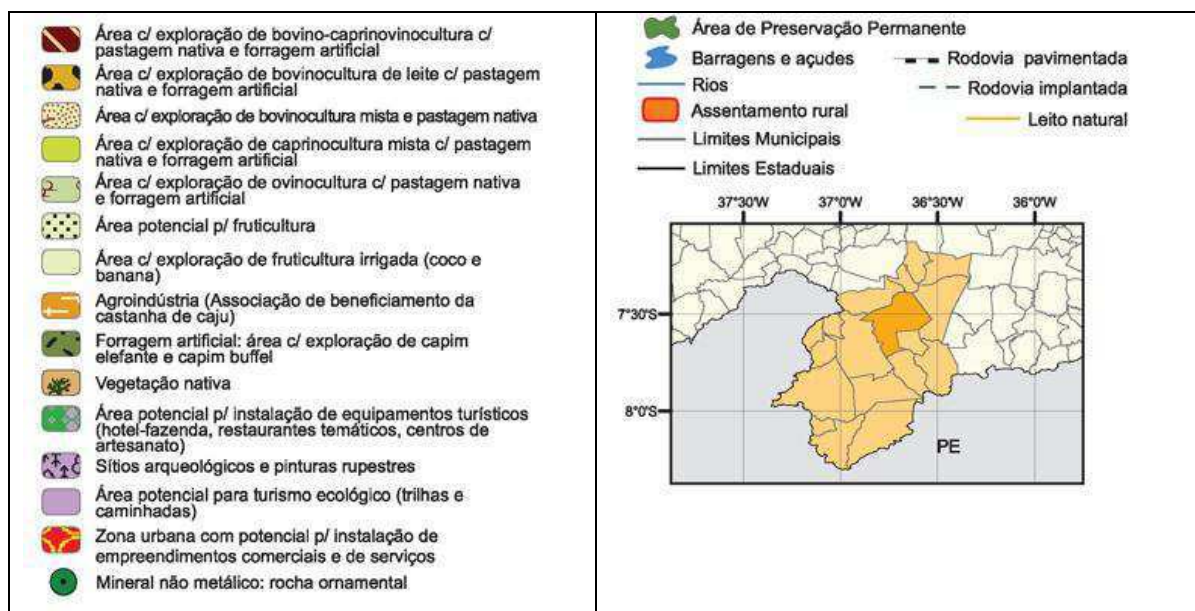 Área c/ exploração de bovino-caprinovinocultura c/
pastagem nativa e forragem artificial
Área c/ exploração de bovinocultura de leite c/ pastagem
nativa e forragem artificial
Área c/ exploração de bovinocultura mista e pastagem nativa
Área c/ exploração de caprinocultura mista c/ pastagem
nativa e forragem artificial
Área c/ exploração de ovinocultura c/ pastagem nativa
e forragem artificial
Área potencial p/ fruticultura
Área c/ exploração de fruticultura irrigada (coco e
banana)
Agroindústria (Associação de beneficiamento da
castanha de caju)
Forragem artificial: área c/ exploração de capim
elefante e capim buffel
Vegetação nativa
Área potencial p/ instalação de equipamentos turísticos
(hotel-fazenda, restaurantes temáticos, centros de
artesanato)
Sítios arqueológicos e pinturas rupestres
Área potencial para turismo ecológico (trilhas e
caminhadas)
Zona urbana com potencial p/ instalação de
empreendimentos comerciais e de serviços
Mineral não metálico: rocha ornamental
Área de Preservação Permanente
Barragens e açudes
Rios
Assentamento rural
Limites Municipais
Limites Estaduais
Rodovia pavimentada
Rodovia implantada
Leito natural
37°30'W 37°0'W 36°30'W 36°0'W
7°30'S
8°0'S
PE